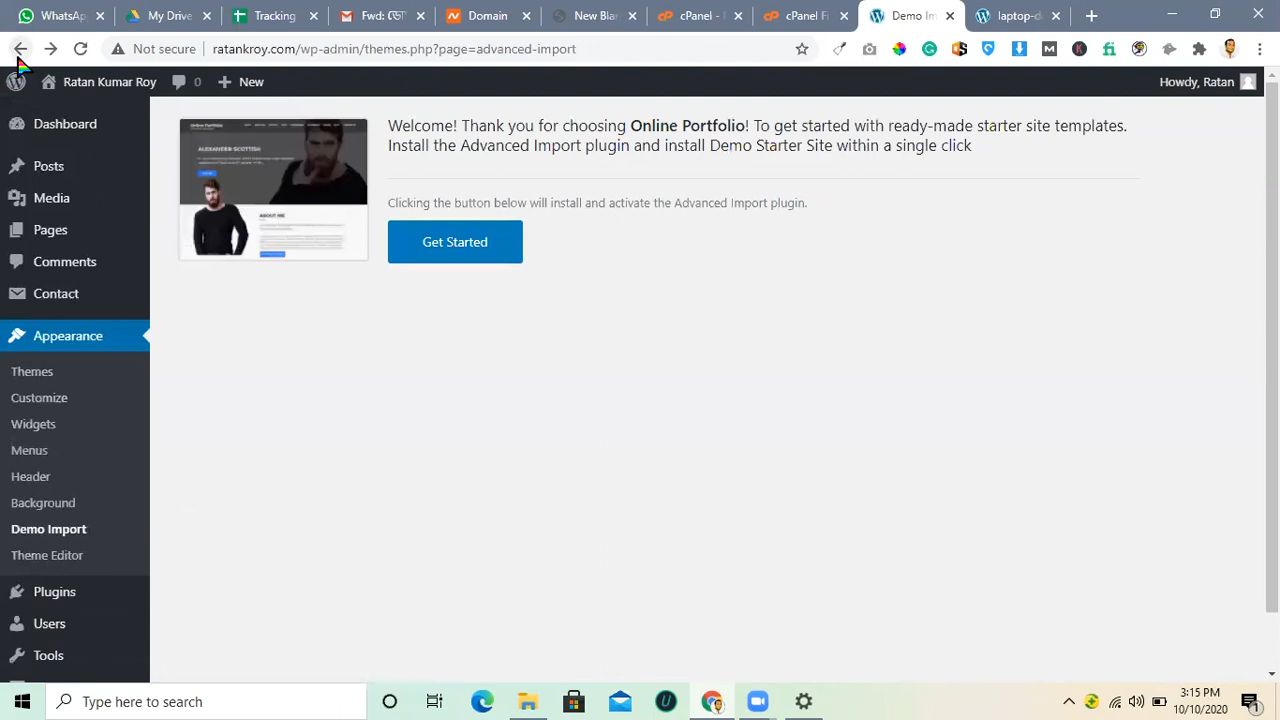 WhatsA
My Drive
Tracking
Fwd: C
Domain
New Bla
cPanel -
cPanel F
Demo Im
laptop-d
Not secure
ratankroy.com/wp-admin/themes.php?page=advanced-import
Ratan Kumar Roy
0
New
Howdy, Ratan
Dashboard
Posts
Media
Pages
Comments
Contact
Appearance
Themes
Customize
Widgets
Menus
Header
Background
Demo Import
Theme Editor
Plugins
Users
Tools
ALEXANDER SCOTTISH
ABOUT ME
Welcome! Thank you for choosing Online Portfolio! To get started with ready-made starter site templates.
Install the Advanced Import plugin and install Demo Starter Site within a single click
Clicking the button below will install and activate the Advanced Import plugin.
Get Started
Type here to search
3:15 PM
10/10/2020